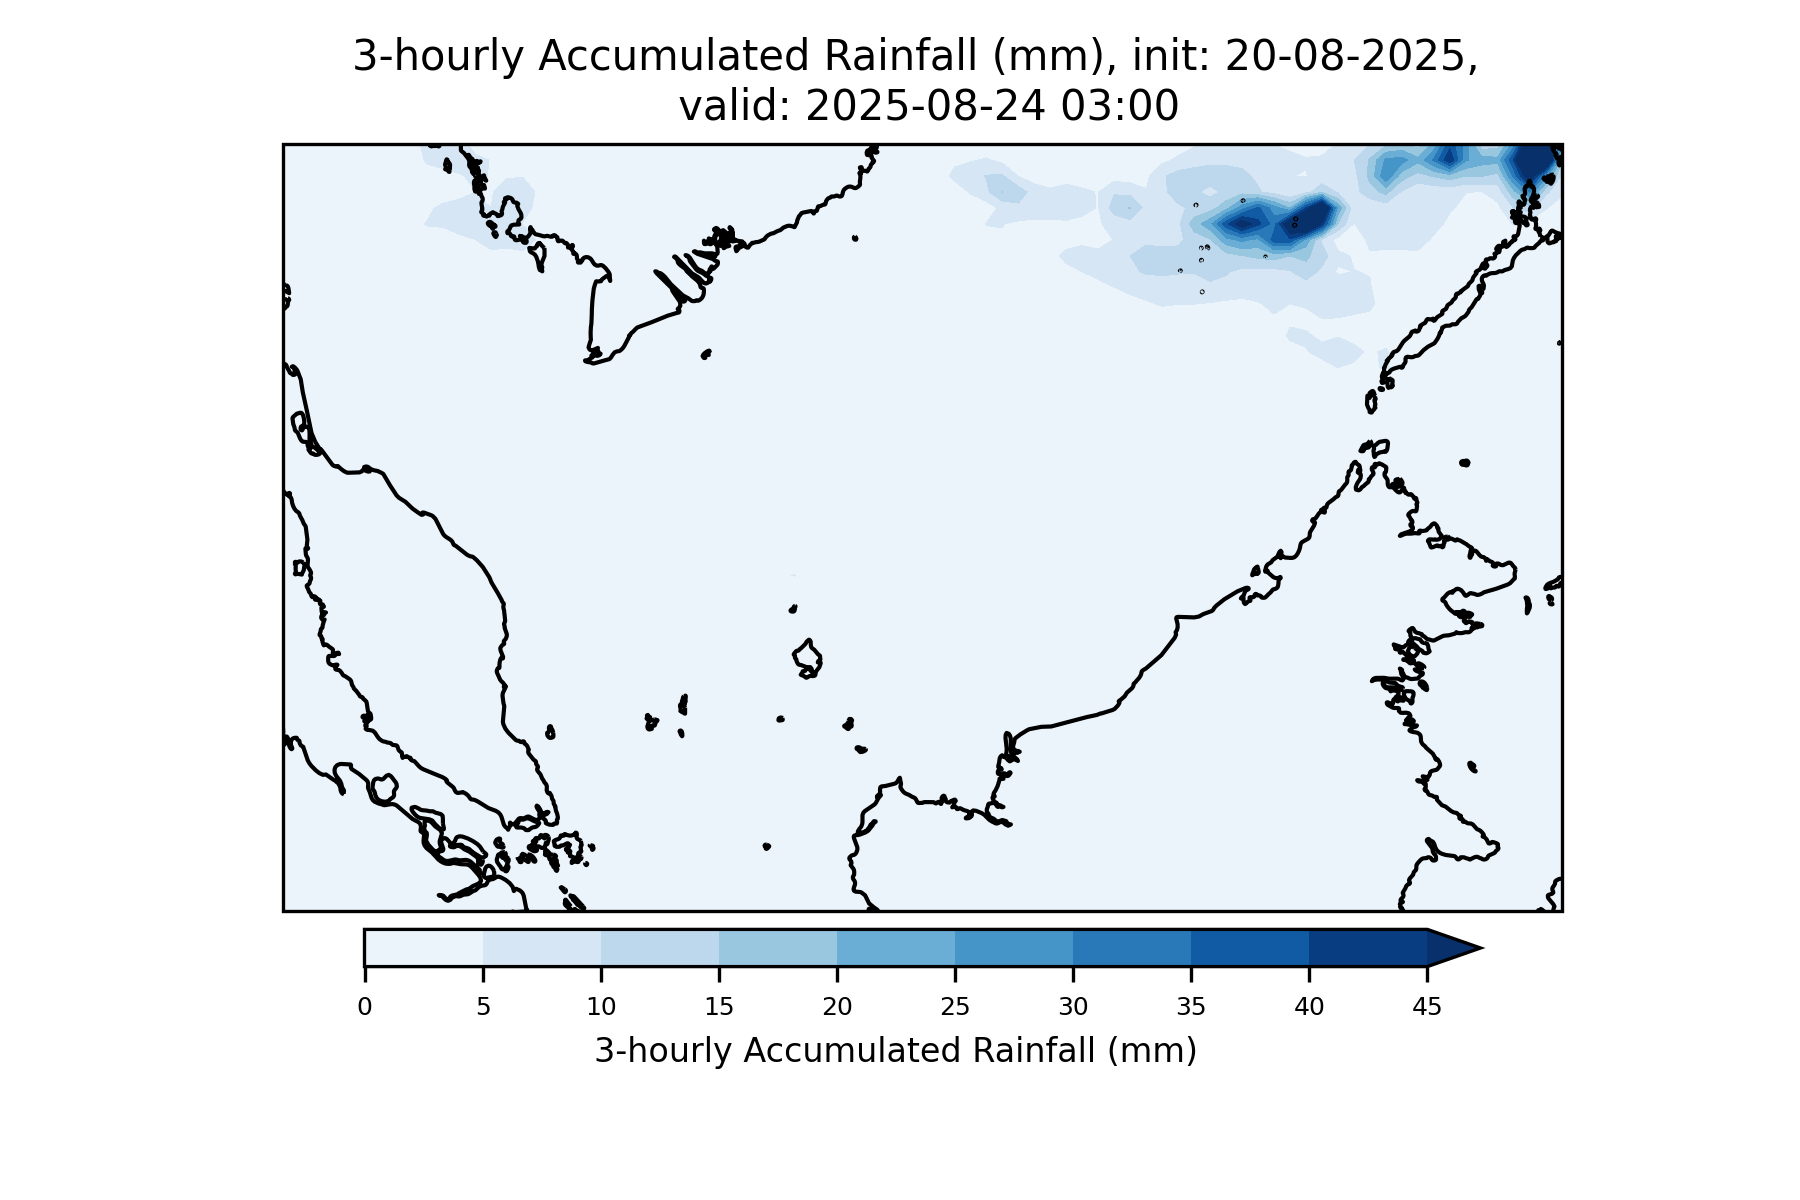 3-hourly Accumulated Rainfall (mm), init: 20-08-2025,
valid: 2025-08-24 03:00
0 5 10 15 20 25 30 35 40 45
3-hourly Accumulated Rainfall (mm)